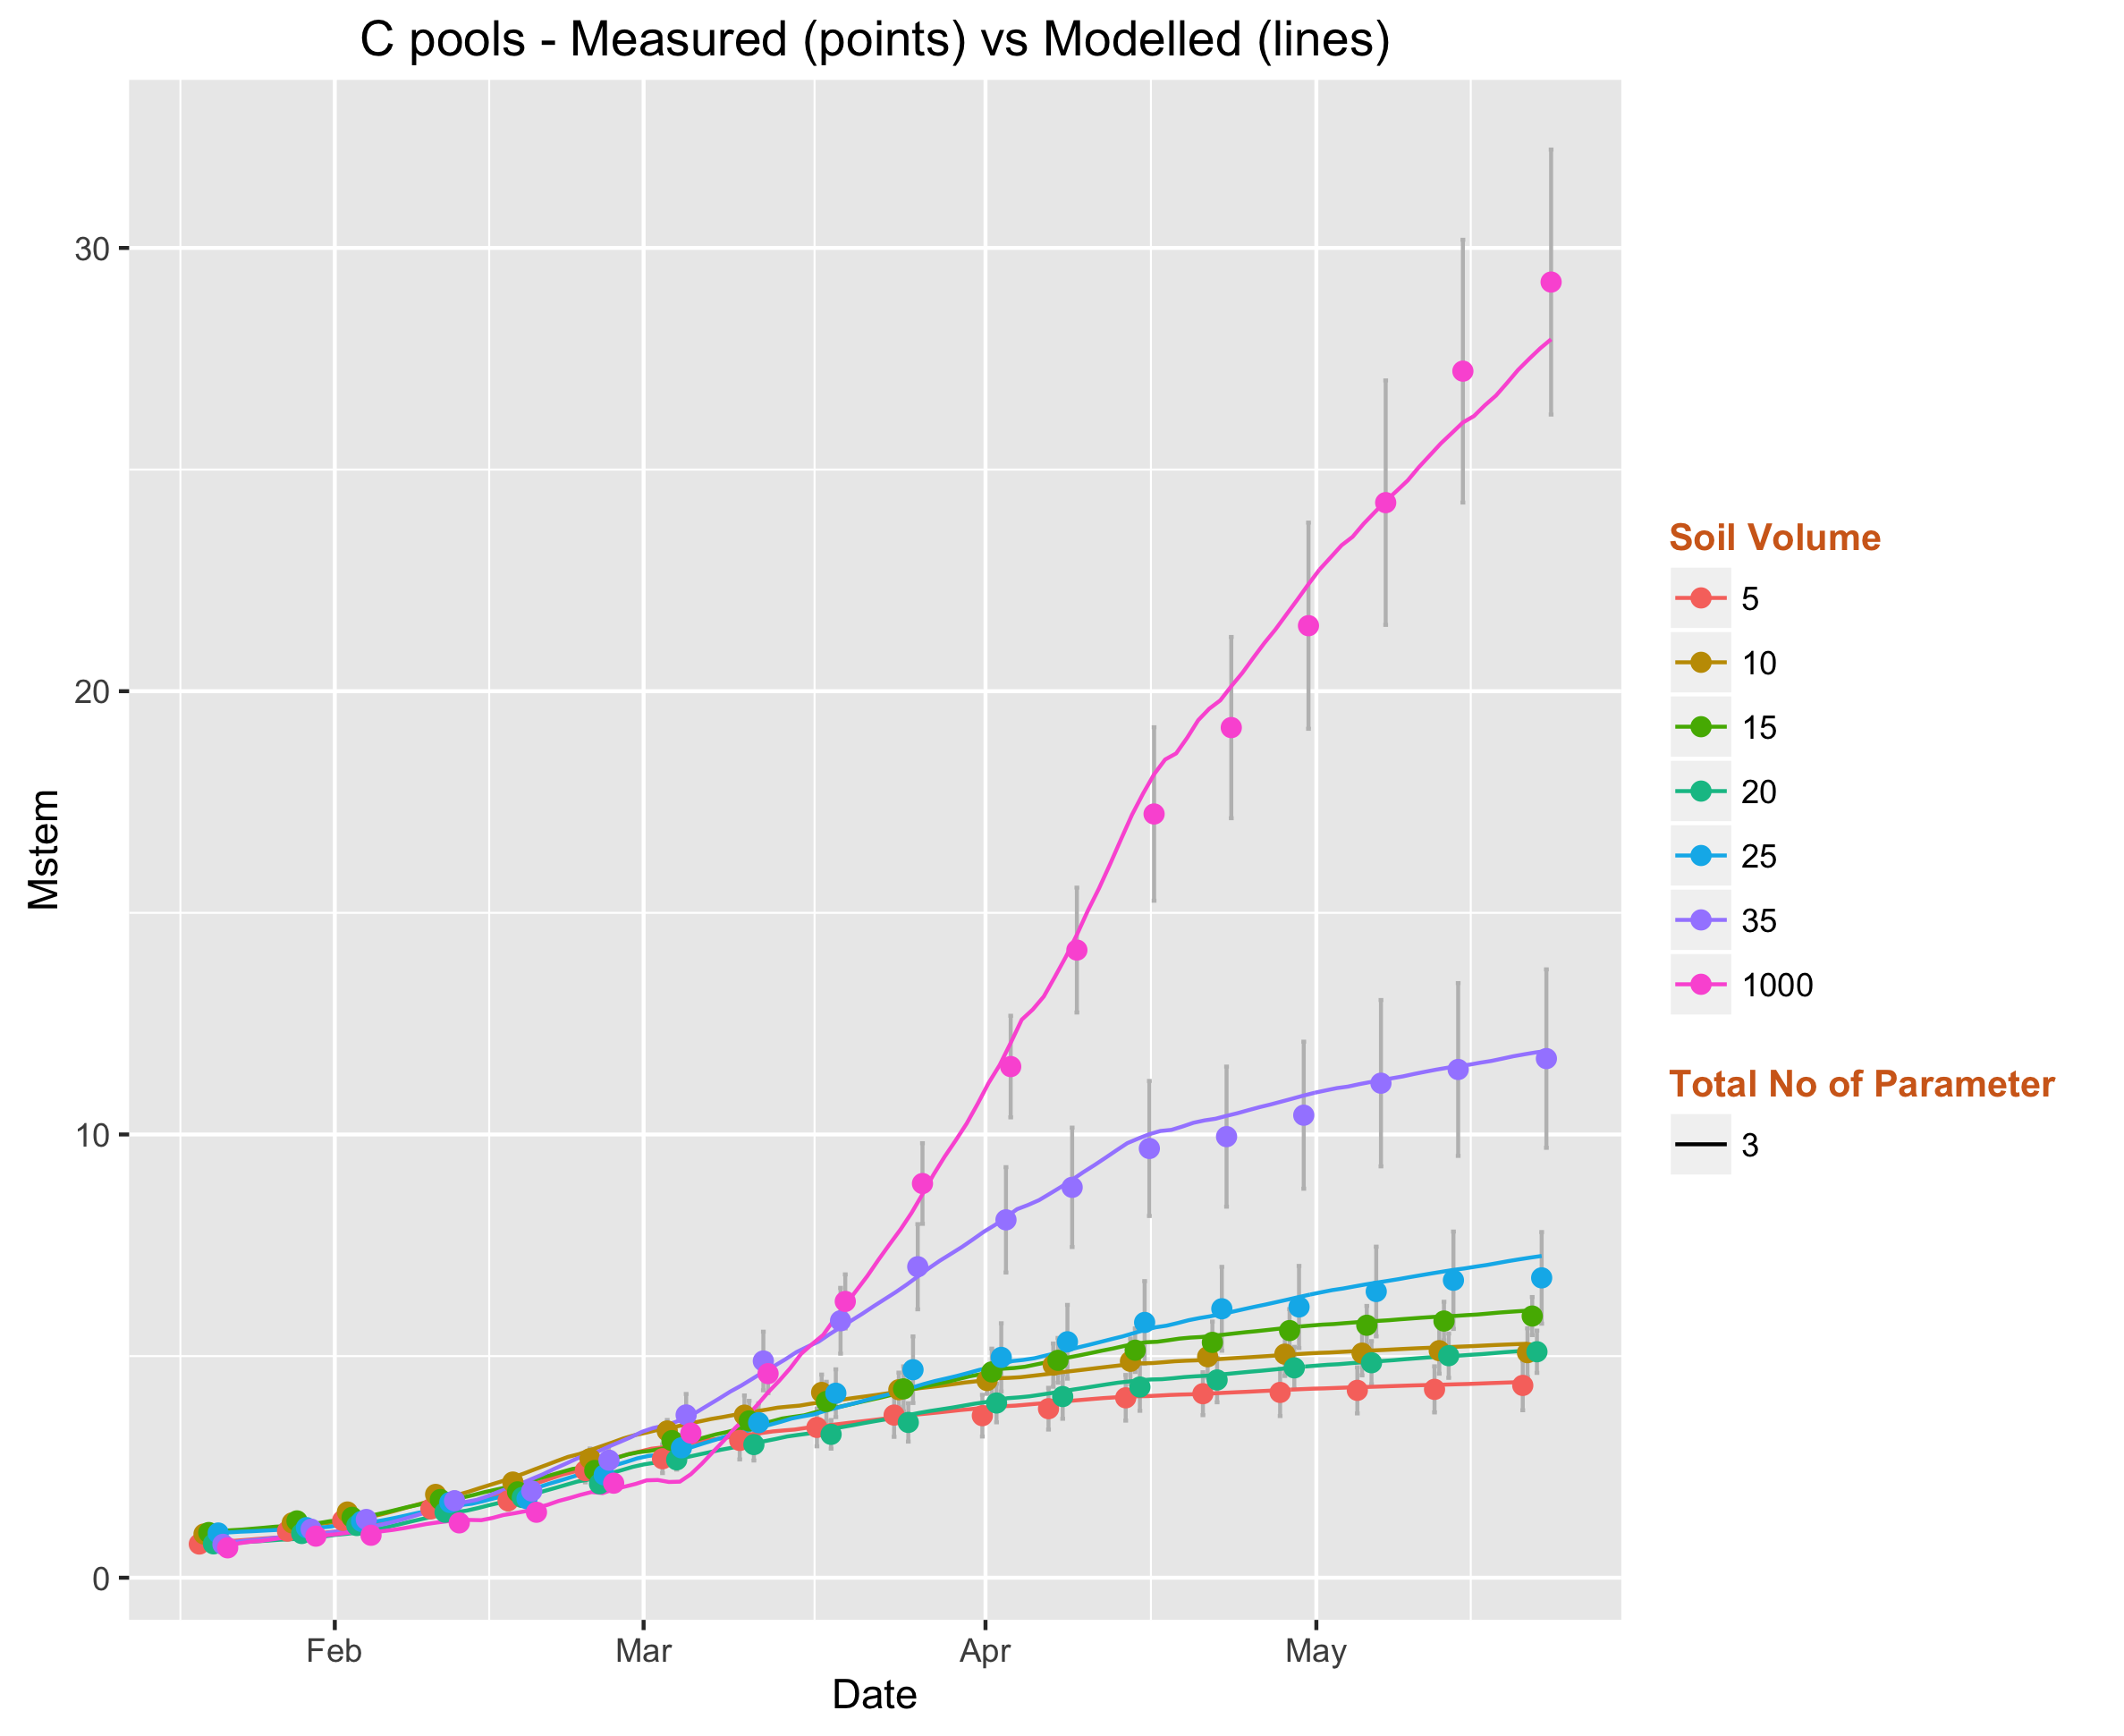 C pools - Measured (points) vs Modelled (lines)
Mstem
30
20
10
0
Feb
Mar
Apr
May
Date
Soil Volume
5
10
15
20
25
35
1000
Total No of Parameter
3